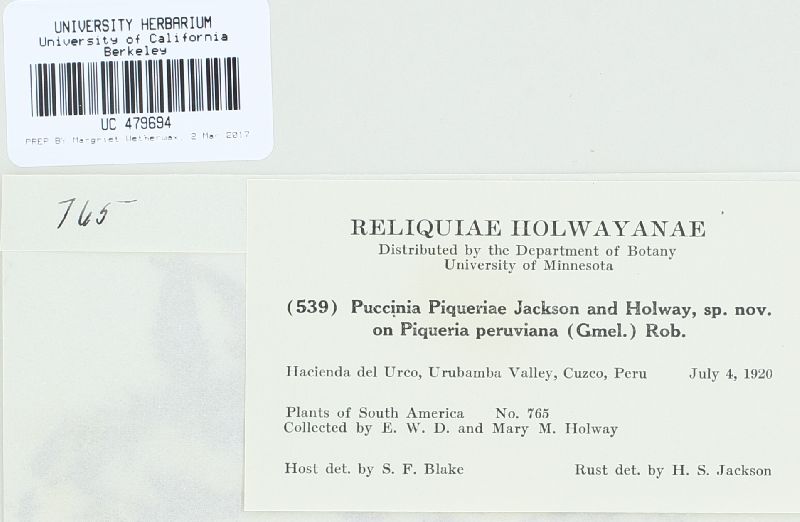 UNIVERSITY HERBARIUM
University of California
Berkeley
UC 479694
PREP BY Margriet Wetherwax, 2 Mar 2017
765
RELIQUIAE HOLWAYANAE
Distributed by the Department of Botany
University of Minnesota
(539) Puccinia Piqueriae Jackson and Holway, sp. nov.
on Piqueria peruviana (Gmel.) Rob.
Hacienda del Urco, Urubamba Valley, Cuzco, Peru July 4, 1920
Plants of South America No. 765
Collected by E. W. D. and Mary M. Holway
Host det. by S. F. Blake Rust det. by H. S. Jackson